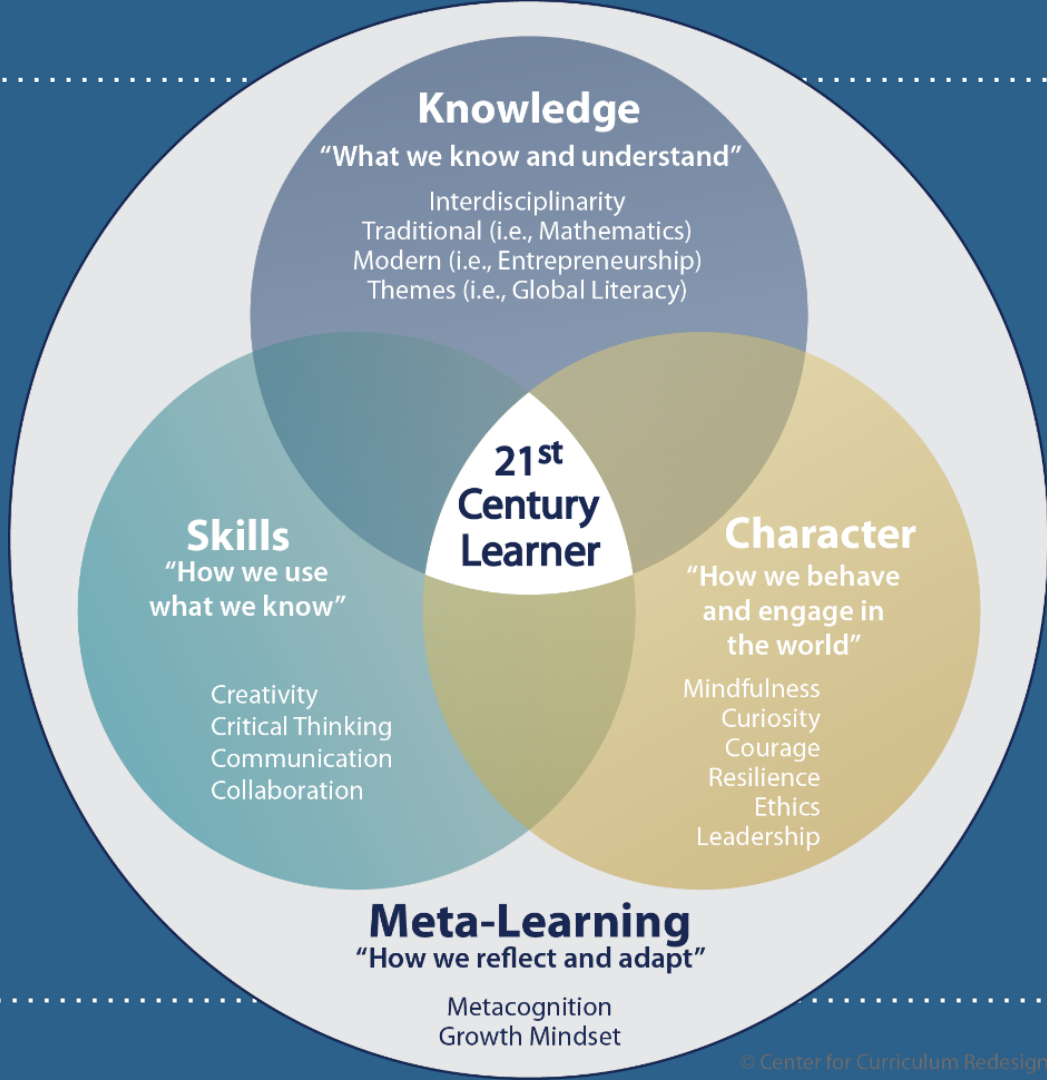 Knowledge
“What we know and understand”
Interdisciplinarity
Traditional (i.e., Mathematics)
Modern (i.e., Entrepreneurship)
Themes (i.e., Global Literacy)
21st
Century
Learner
Skills
“How we use
what we know”
Creativity
Critical Thinking
Communication
Collaboration
Character
“How we behave
and engage in
the world”
Mindfulness
Curiosity
Courage
Resilience
Ethics
Leadership
Meta-Learning
“How we reflect and adapt”
Metacognition
Growth Mindset
© Center for Curriculum Redesign